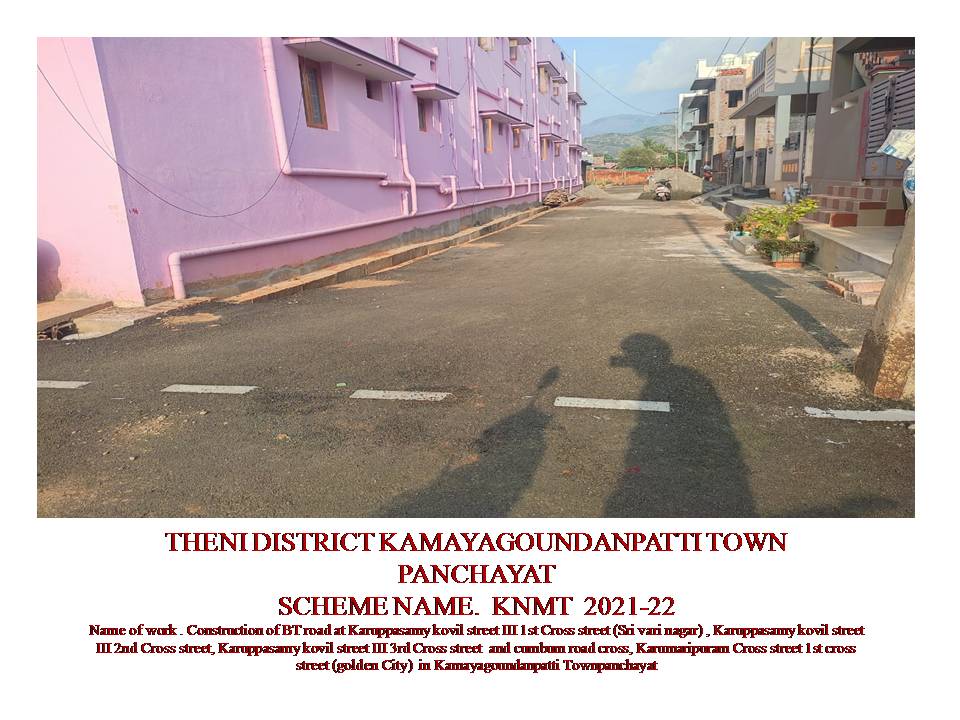 THENI DISTRICT KAMAYAGOUNDANPATTI TOWN
PANCHAYAT
SCHEME NAME.  KNMT  2021-22
Name of work . Construction of BT road at Karuppasamy kovil street III 1st Cross street (Sri vari nagar) , Karuppasamy kovil street
III 2nd Cross street, Karuppasamy kovil street III 3rd Cross street  and cumbum road cross, Karumaripuram Cross street 1st cross
street (golden City)  in Kamayagoundanpatti Townpanchayat